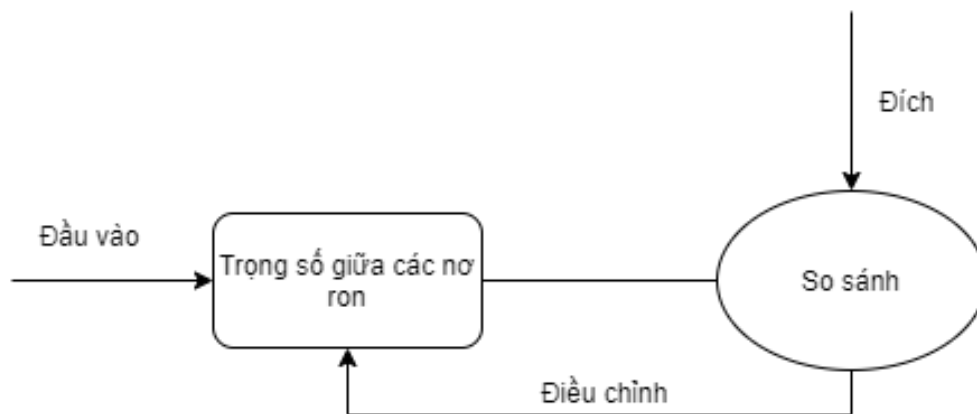 Đích
Đầu vào
Trọng số giữa các nơ
ron
So sánh
Điều chỉnh